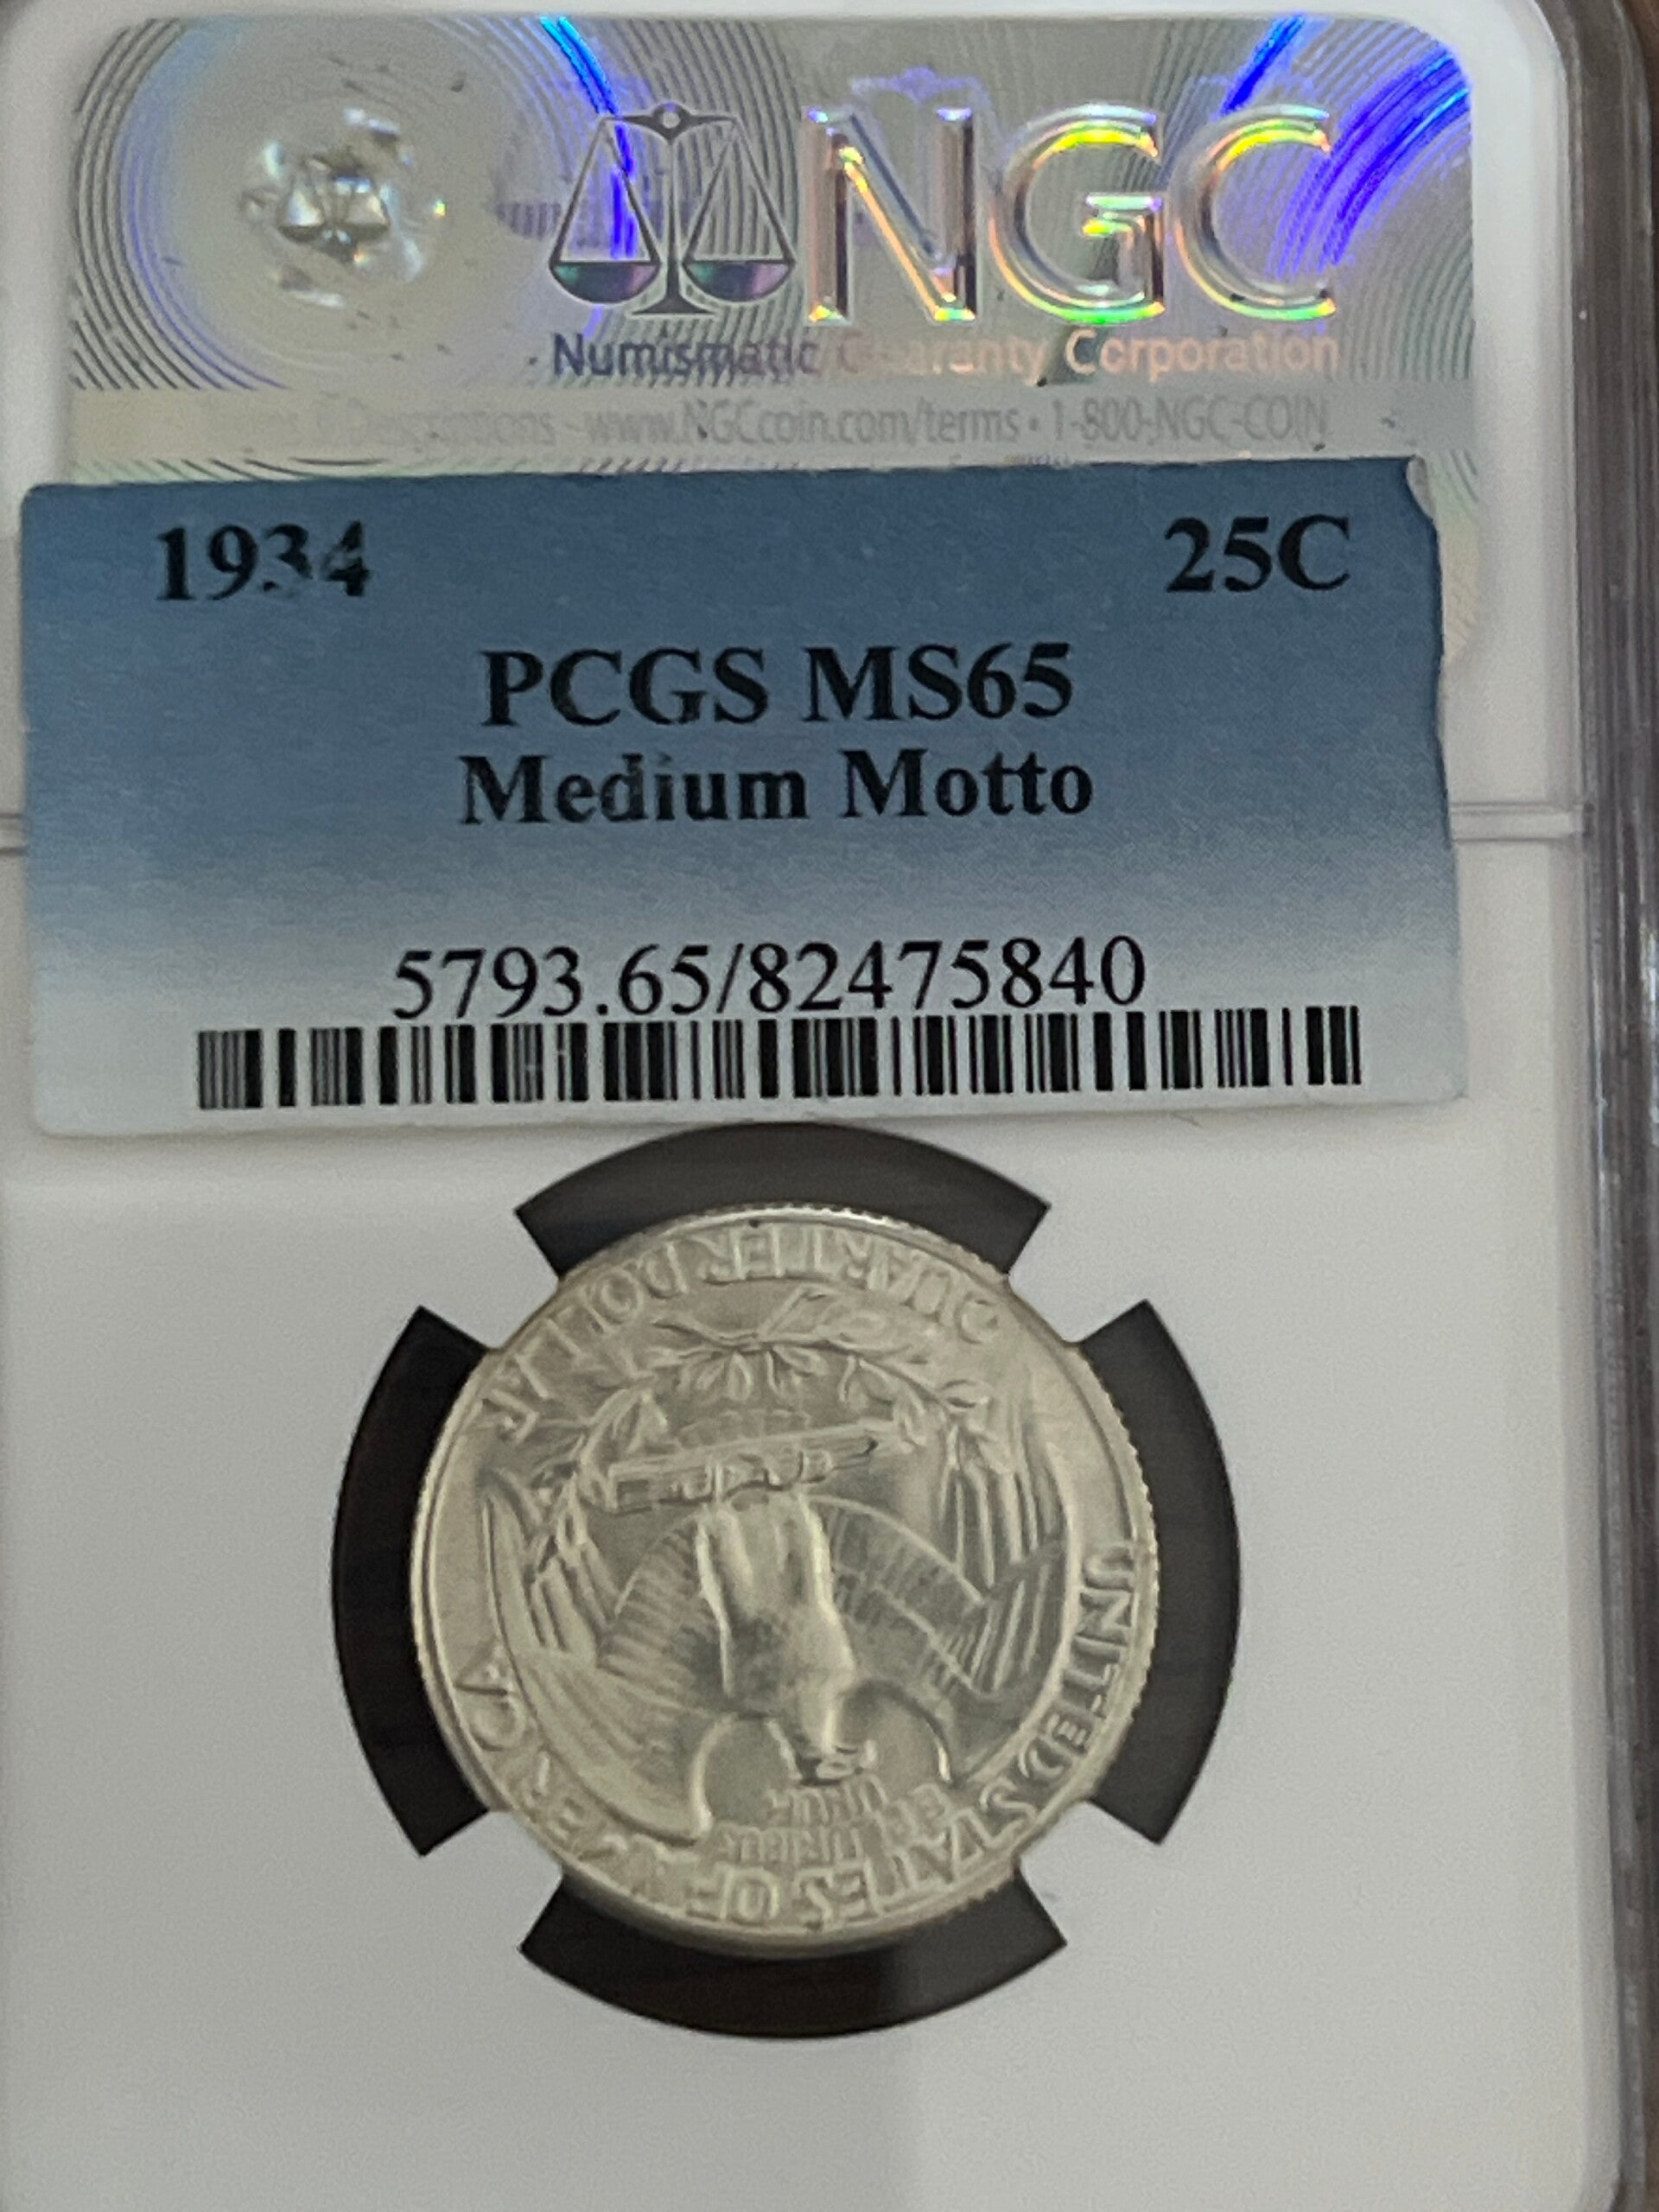 NGC
Numismatic Guaranty Corporation
Descriptions - www.NGCcoin.com/terms • 1-800-NGC-COIN
1934 25C
PCGS MS65
Medium Motto
5793.65/82475840
QUARTER DOLLAR
UNITED STATES OF AMERICA
E PLURIBUS
UNUM